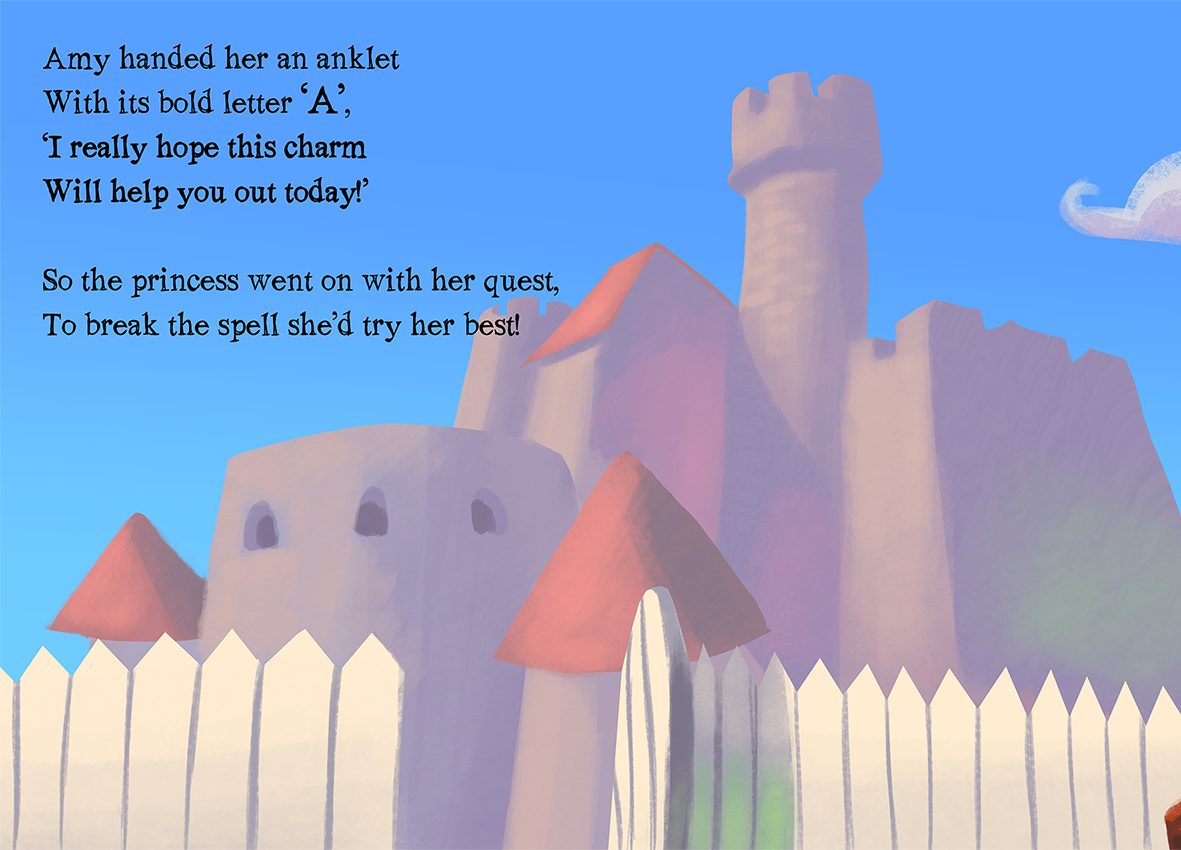 Amy handed her an anklet
With its bold letter ‘A’,
‘I really hope this charm
Will help you out today!’
So the princess went on with her quest,
To break the spell she’d try her best!